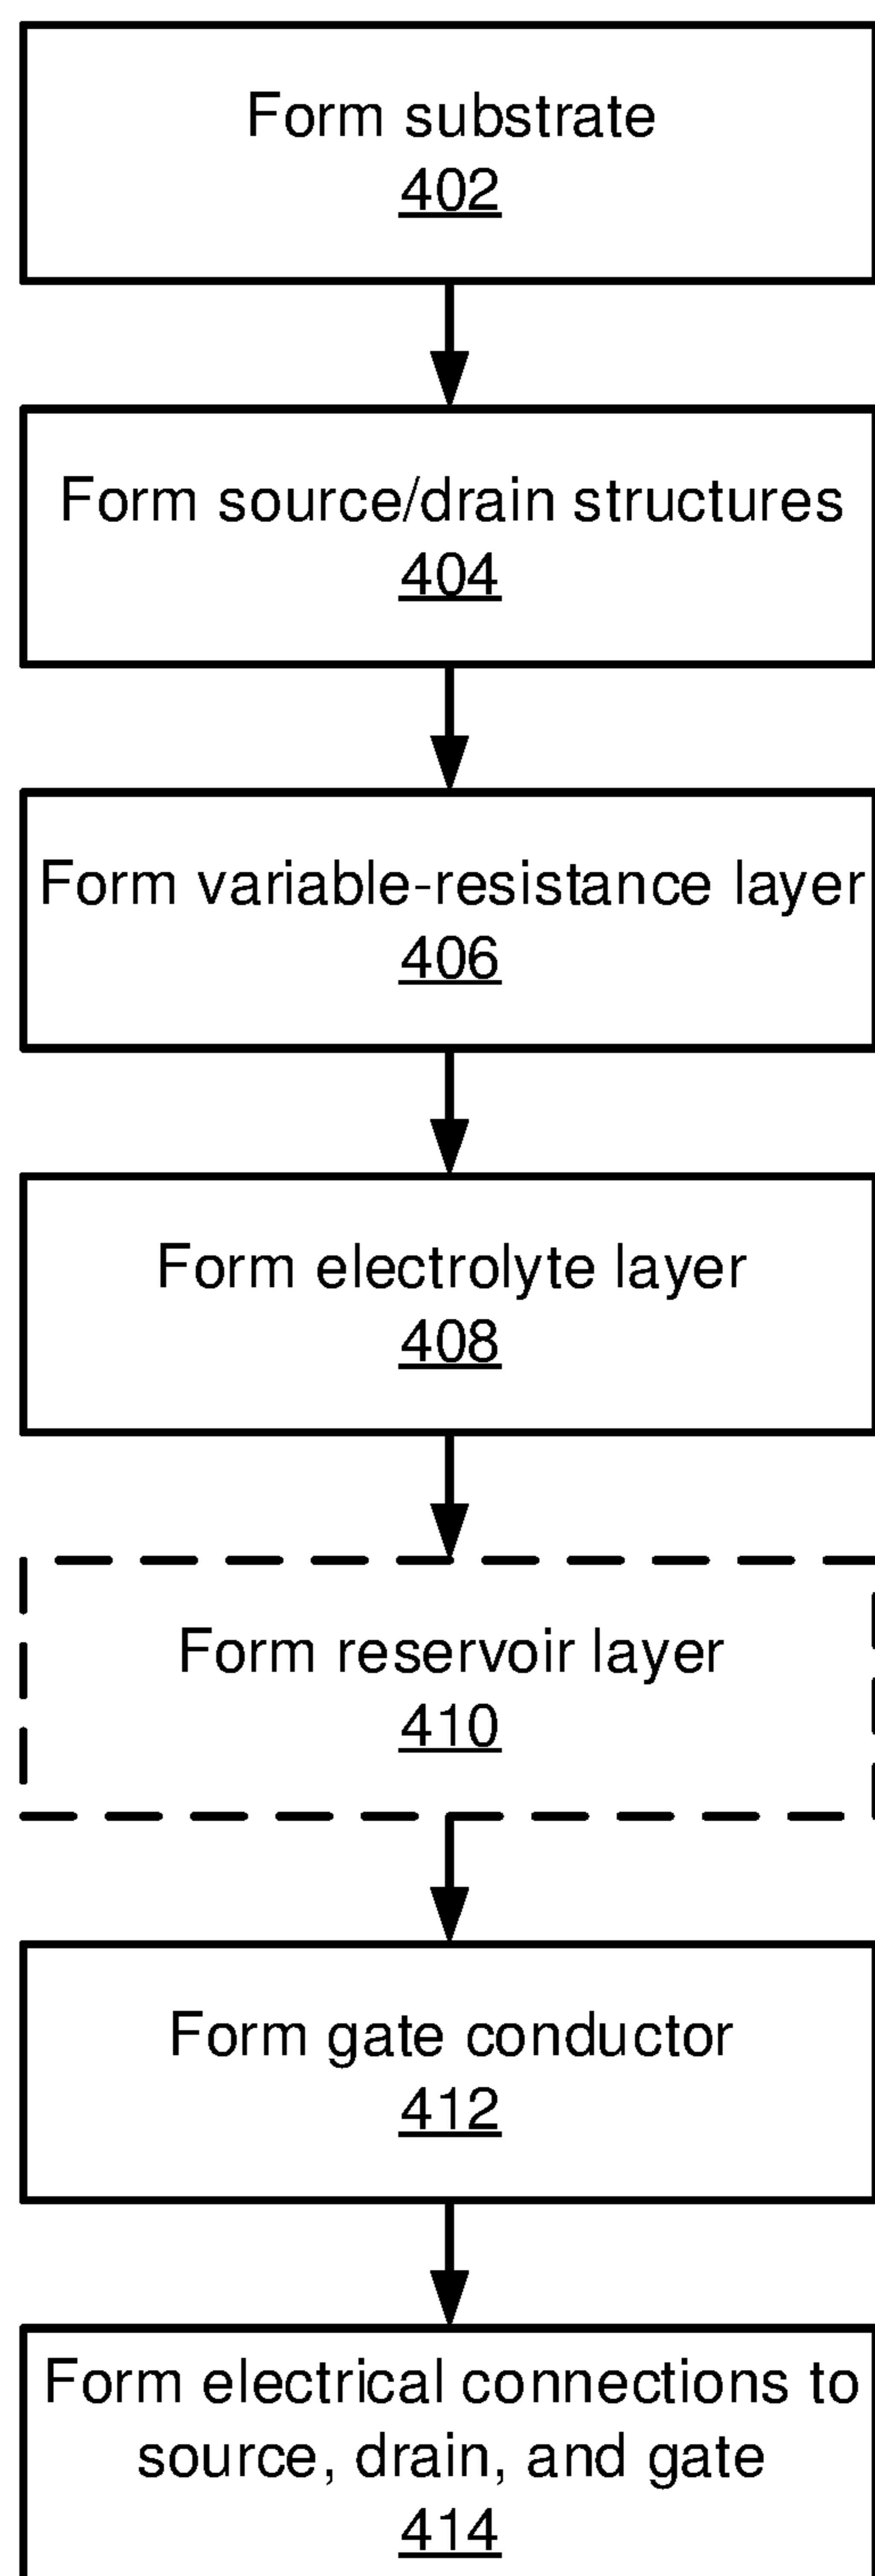 Form substrate
402
Form source/drain structures
404
Form variable-resistance layer
406
Form electrolyte layer
408
Form reservoir layer
410
Form gate conductor
412
Form electrical connections to
source, drain, and gate
414